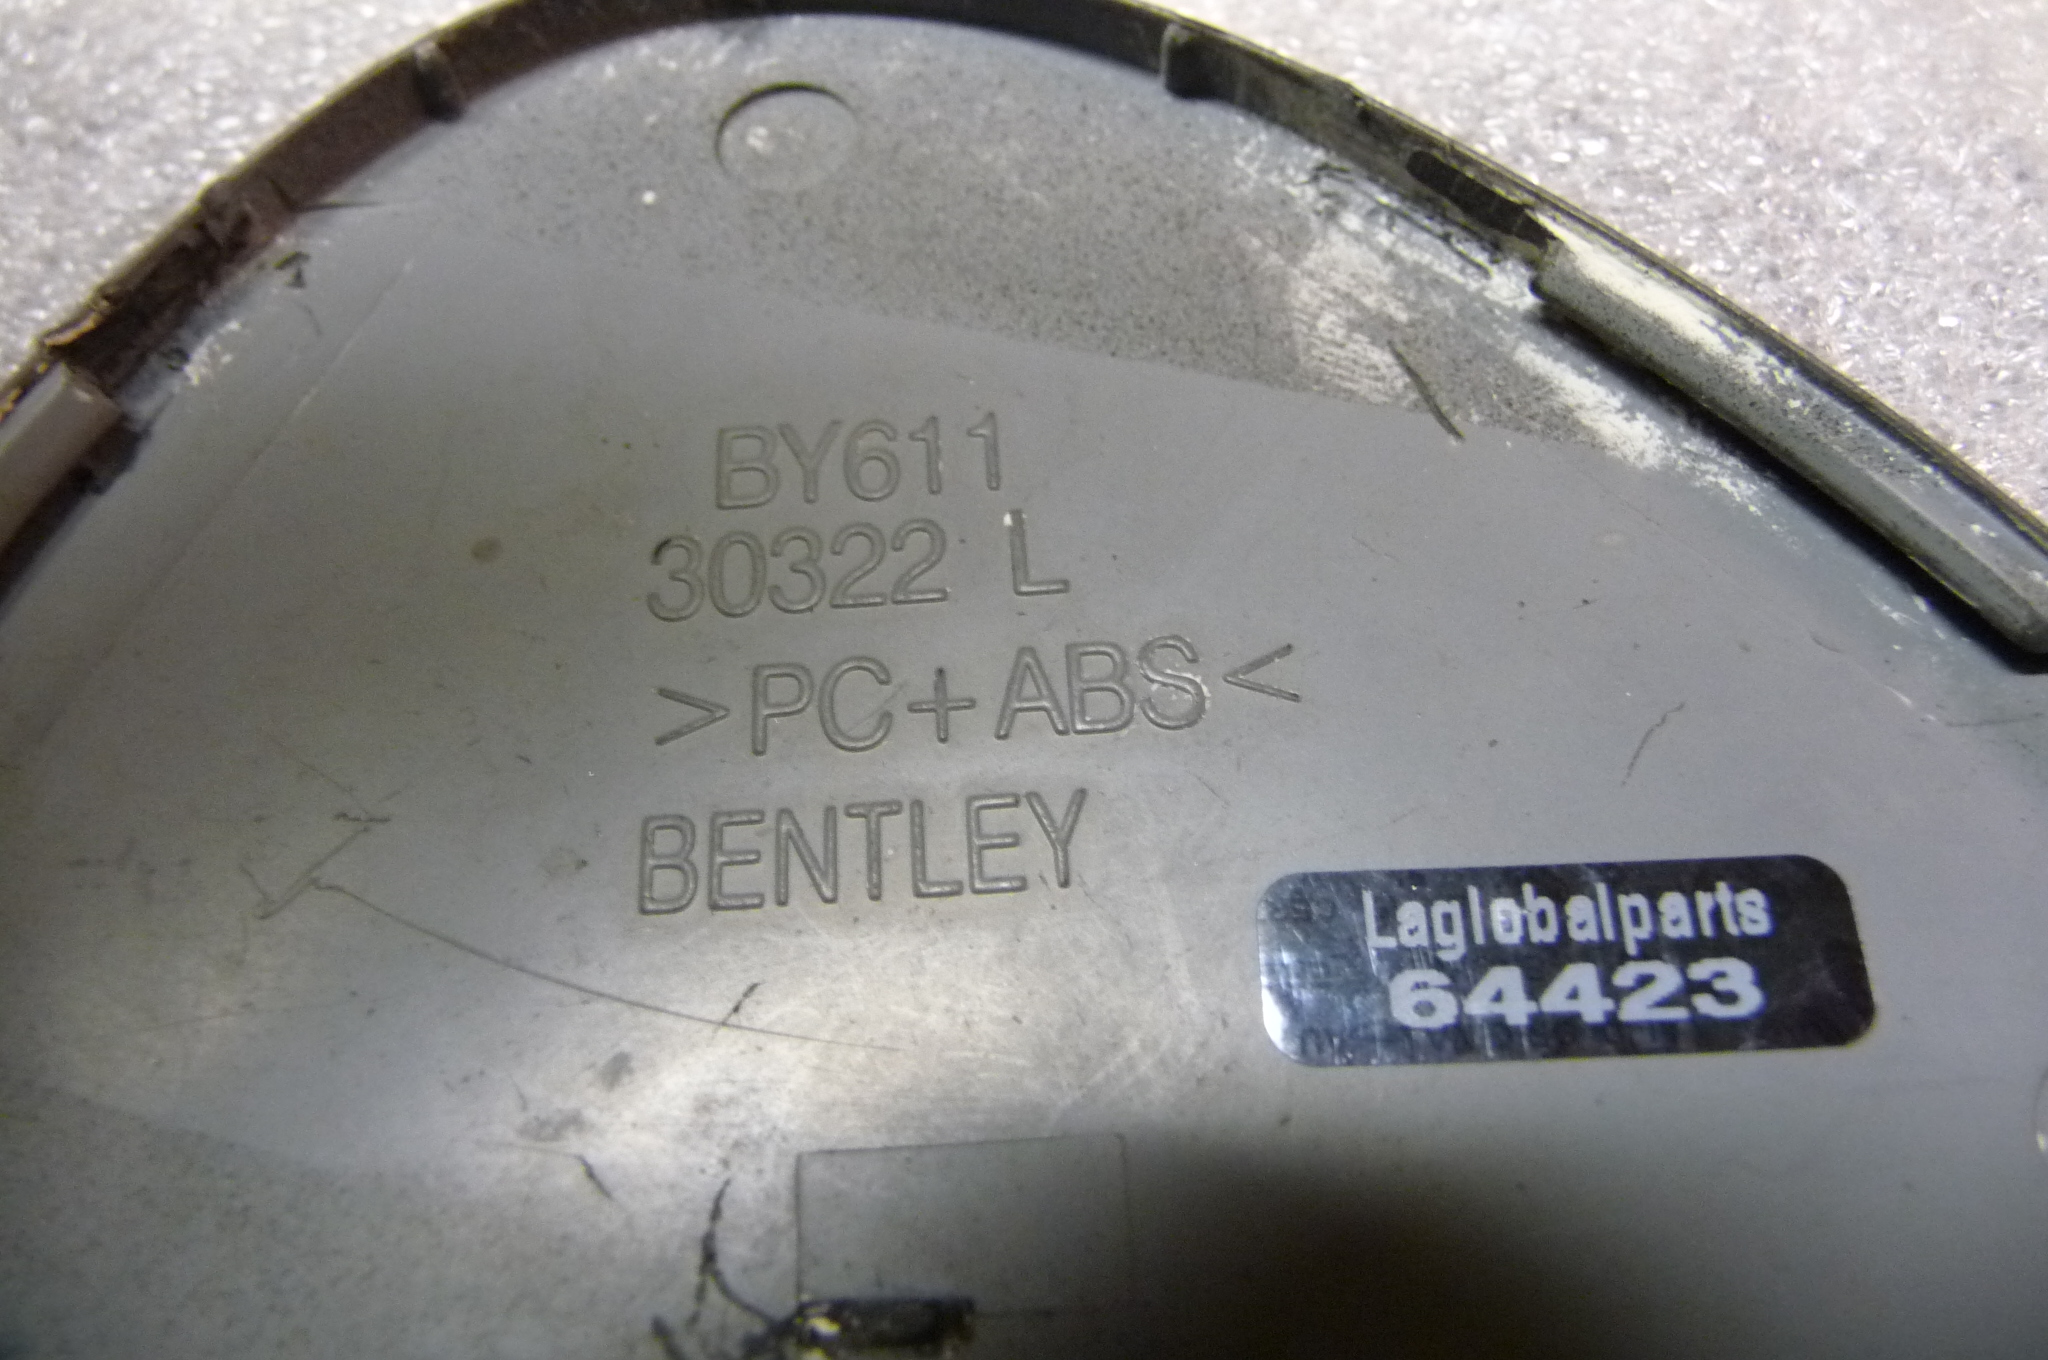 BY611
30322 L
>PC+ABS<
BENTLEY
Laglobalparts
64423